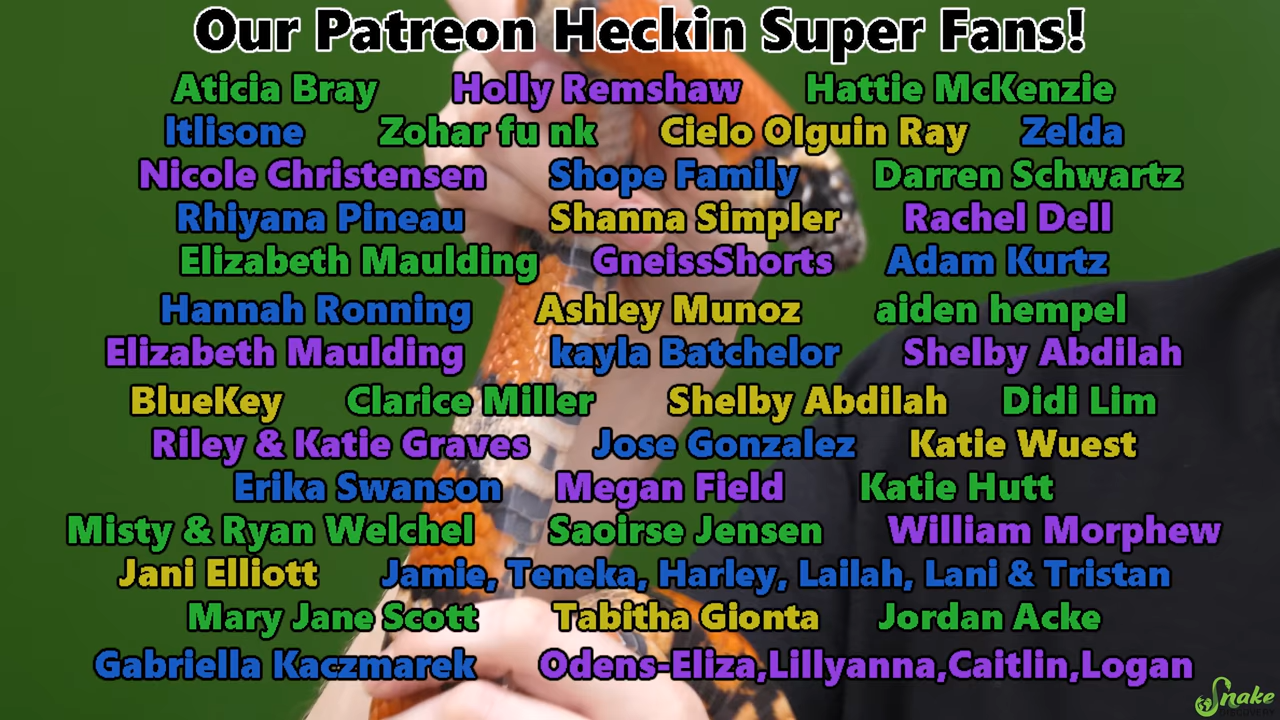 Our Patreon Heckin Super Fans!
Aticia Bray Holly Remshaw Hattie McKenzie
ltlisone Zohar fu nk Cielo Olguin Ray Zelda
Nicole Christensen Shope Family Darren Schwartz
Rhiyana Pineau Shanna Simpler Rachel Dell
Elizabeth Maulding GneissShorts Adam Kurtz
Hannah Ronning Ashley Munoz aiden hempel
Elizabeth Maulding kayla Batchelor Shelby Abdilah
BlueKey Clarice Miller Shelby Abdilah Didi Lim
Riley & Katie Graves Jose Gonzalez Katie Wuest
Erika Swanson Megan Field Katie Hutt
Misty & Ryan Welchel Saoirse Jensen William Morphew
Jani Elliott Jamie, Teneka, Harley, Lailah, Lani & Tristan
Mary Jane Scott Tabitha Gionta Jordan Acke
Gabriella Kaczmarek Odens-Eliza,Lillyanna,Caitlin,Logan
Snake